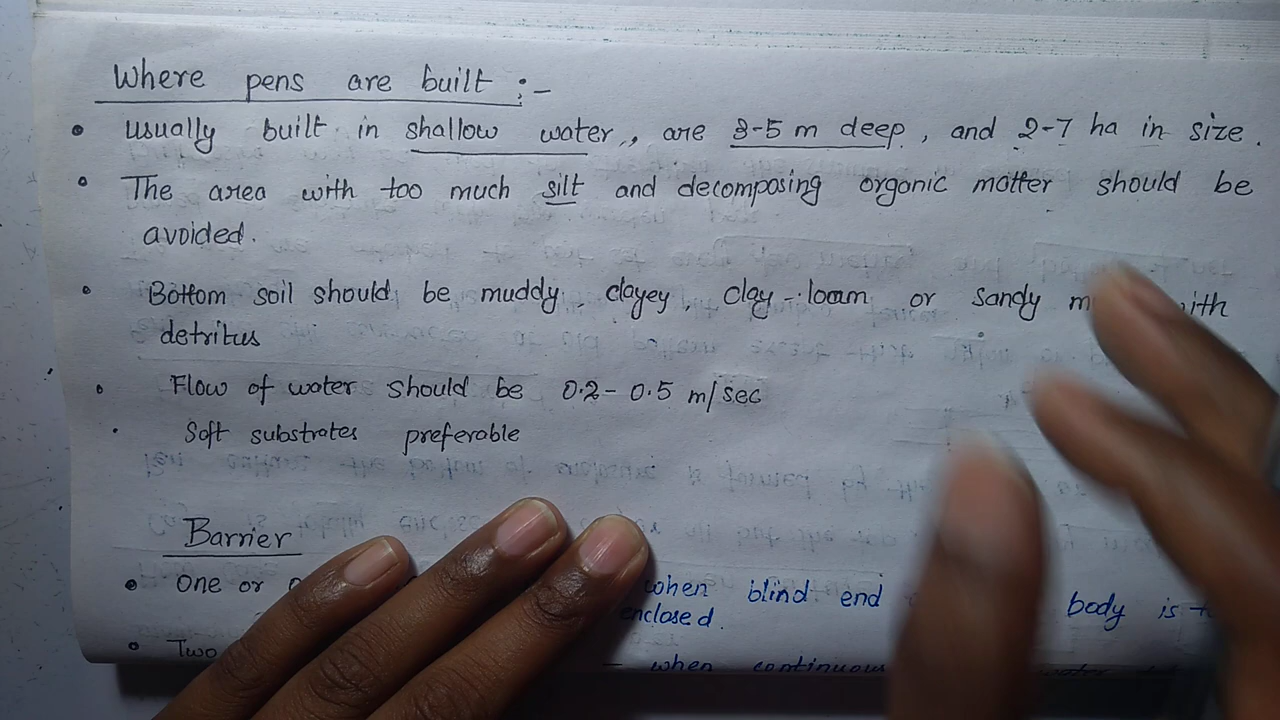 Where pens are built :-
• Usually built in shallow water, are 3-5 m deep, and 2-7 ha in size.
• The area with too much silt and decomposing organic matter should be
avoided.
• Bottom soil should be muddy, clayey, clay-loam or sandy with
detritus
• Flow of water should be 0.2-0.5 m/sec
• Soft substrates preferable
Barrier
• One or when blind end body is
enclosed.
• Two - when continuous